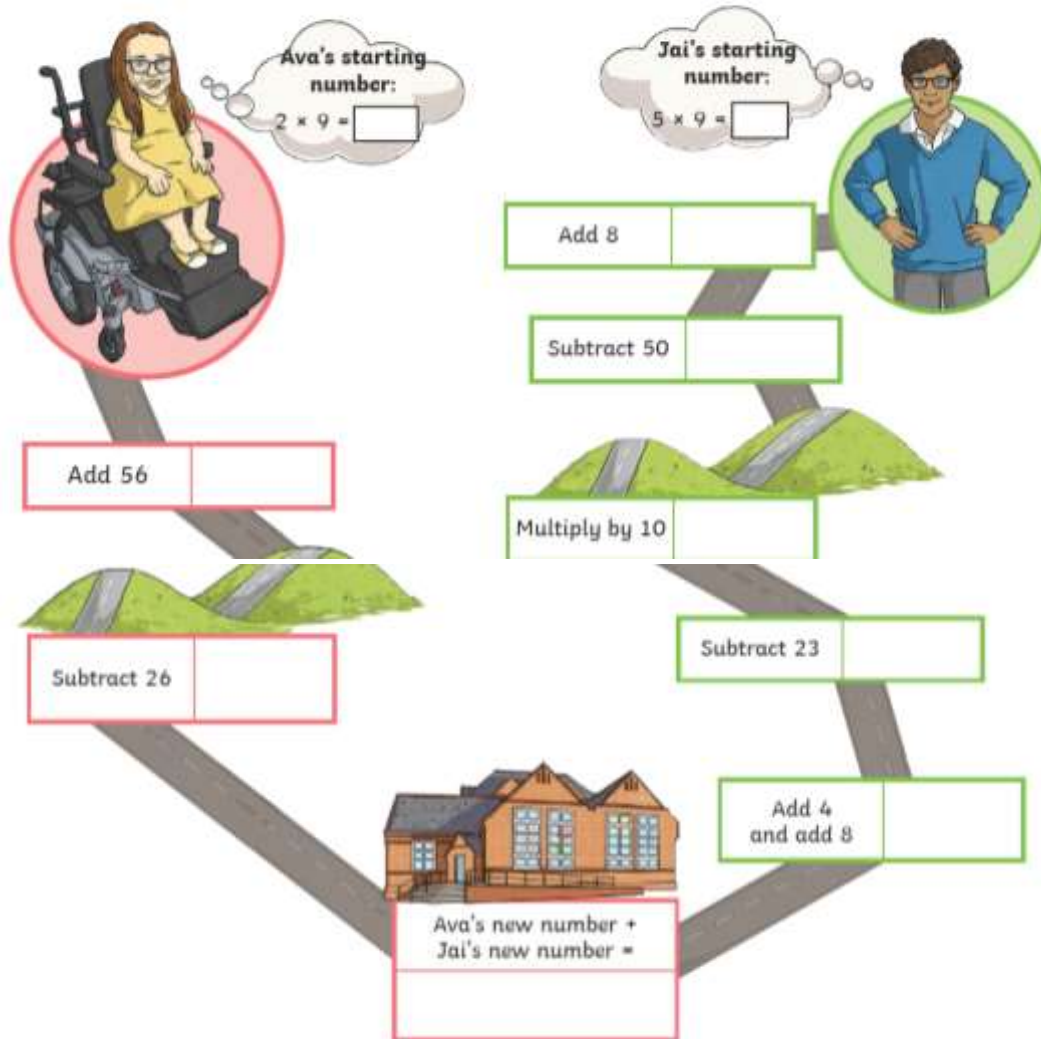 Ava's starting
number:
2 × 9 =
Jai's starting
number:
5 × 9 =
Add 8
Subtract 50
Add 56
Multiply by 10
Subtract 26
Subtract 23
Add 4
and add 8
Ava's new number +
Jai's new number =